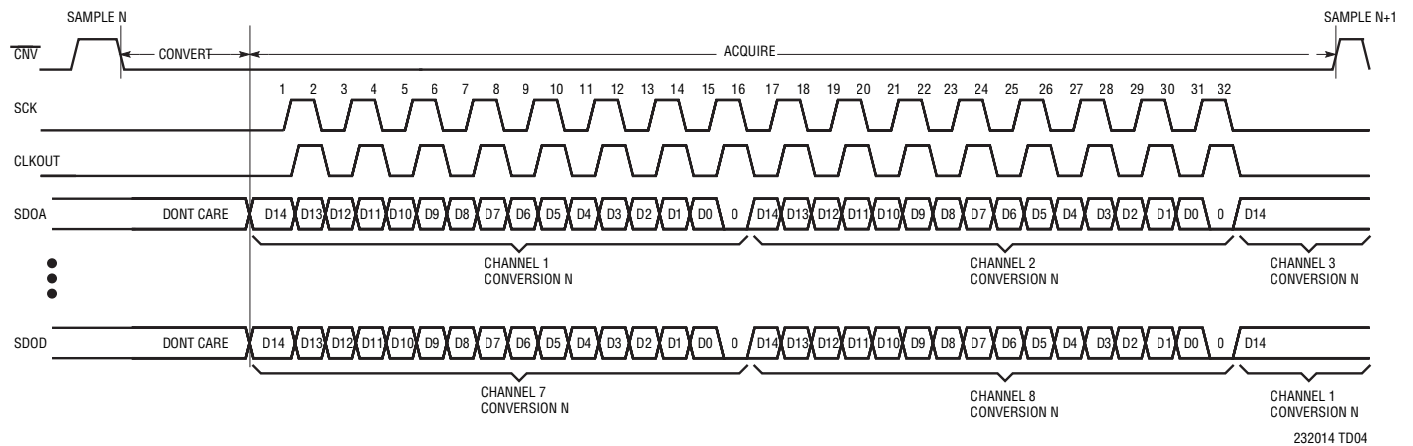 SAMPLE N SAMPLE N+1
CNV CONVERT ACQUIRE
1 2 3 4 5 6 7 8 9 10 11 12 13 14 15 16 17 18 19 20 21 22 23 24 25 26 27 28 29 30 31 32
SCK
CLKOUT
SDOA DONT CARE D14 D13 D12 D11 D10 D9 D8 D7 D6 D5 D4 D3 D2 D1 D0 0 D14 D13 D12 D11 D10 D9 D8 D7 D6 D5 D4 D3 D2 D1 D0 0 D14
CHANNEL 1 CHANNEL 2 CHANNEL 3
CONVERSION N CONVERSION N CONVERSION N
SDOD DONT CARE D14 D13 D12 D11 D10 D9 D8 D7 D6 D5 D4 D3 D2 D1 D0 0 D14 D13 D12 D11 D10 D9 D8 D7 D6 D5 D4 D3 D2 D1 D0 0 D14
CHANNEL 7 CHANNEL 8 CHANNEL 1
CONVERSION N CONVERSION N CONVERSION N
232014 TD04